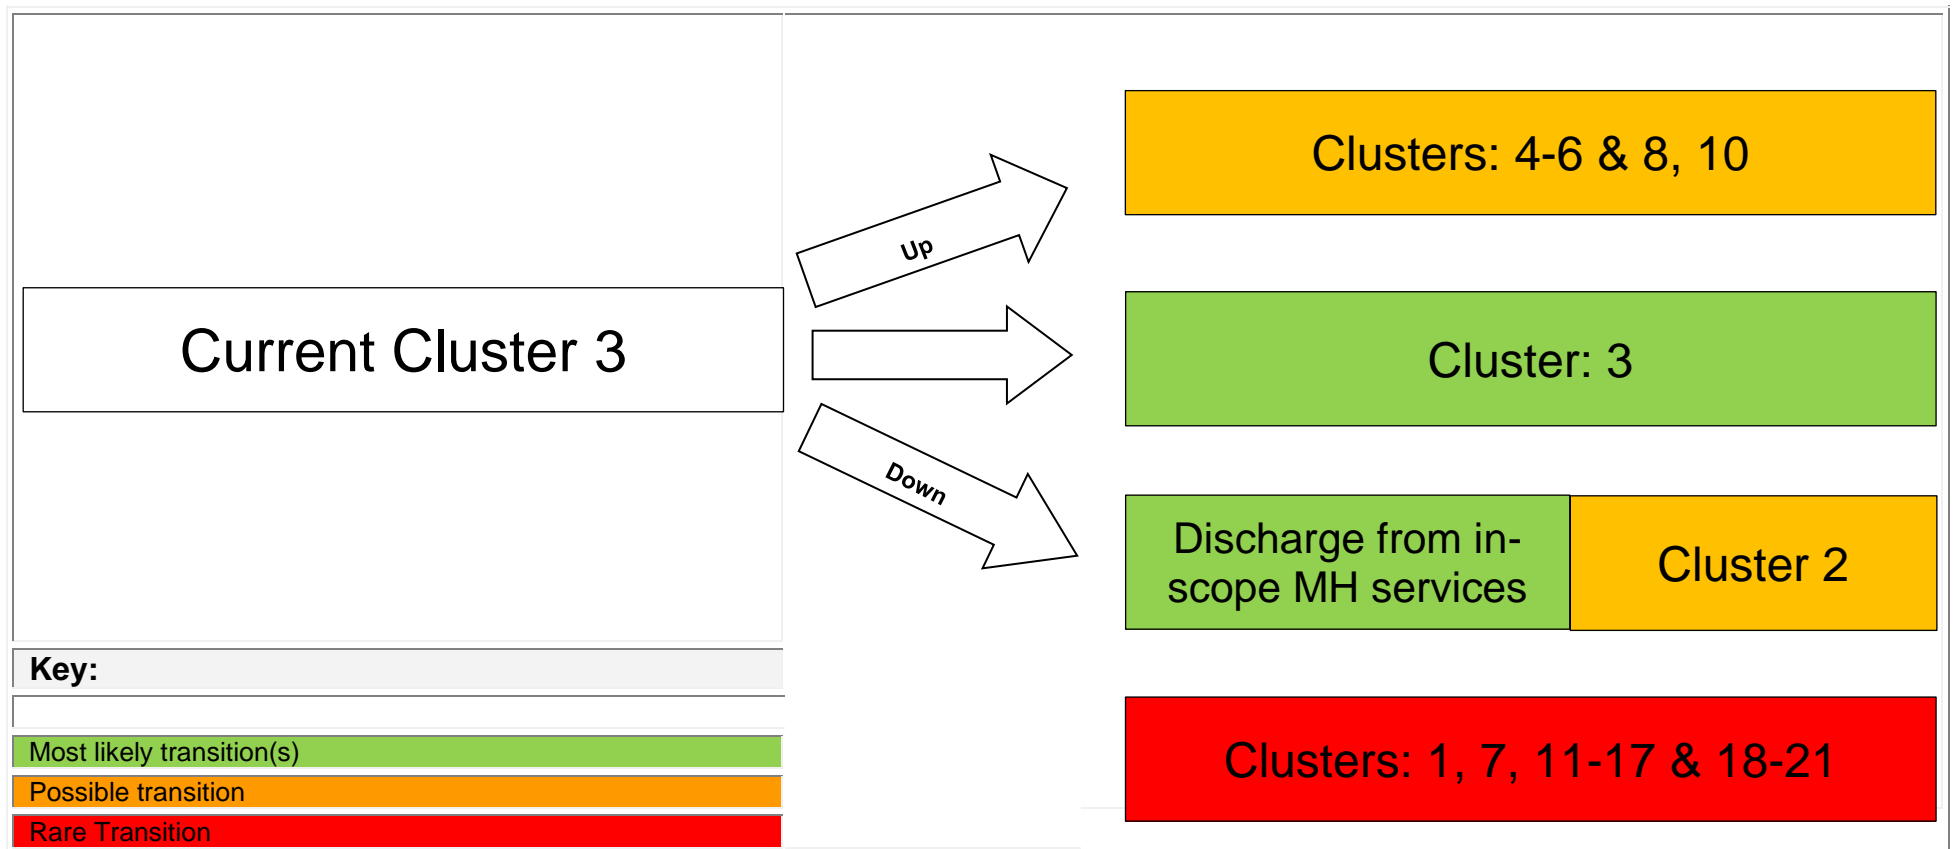 Current Cluster 3
Up
Down
Clusters: 4-6 & 8, 10
Cluster: 3
Discharge from in-
scope MH services
Cluster 2
Clusters: 1, 7, 11-17 & 18-21
Key:
Most likely transition(s)
Possible transition
Rare Transition